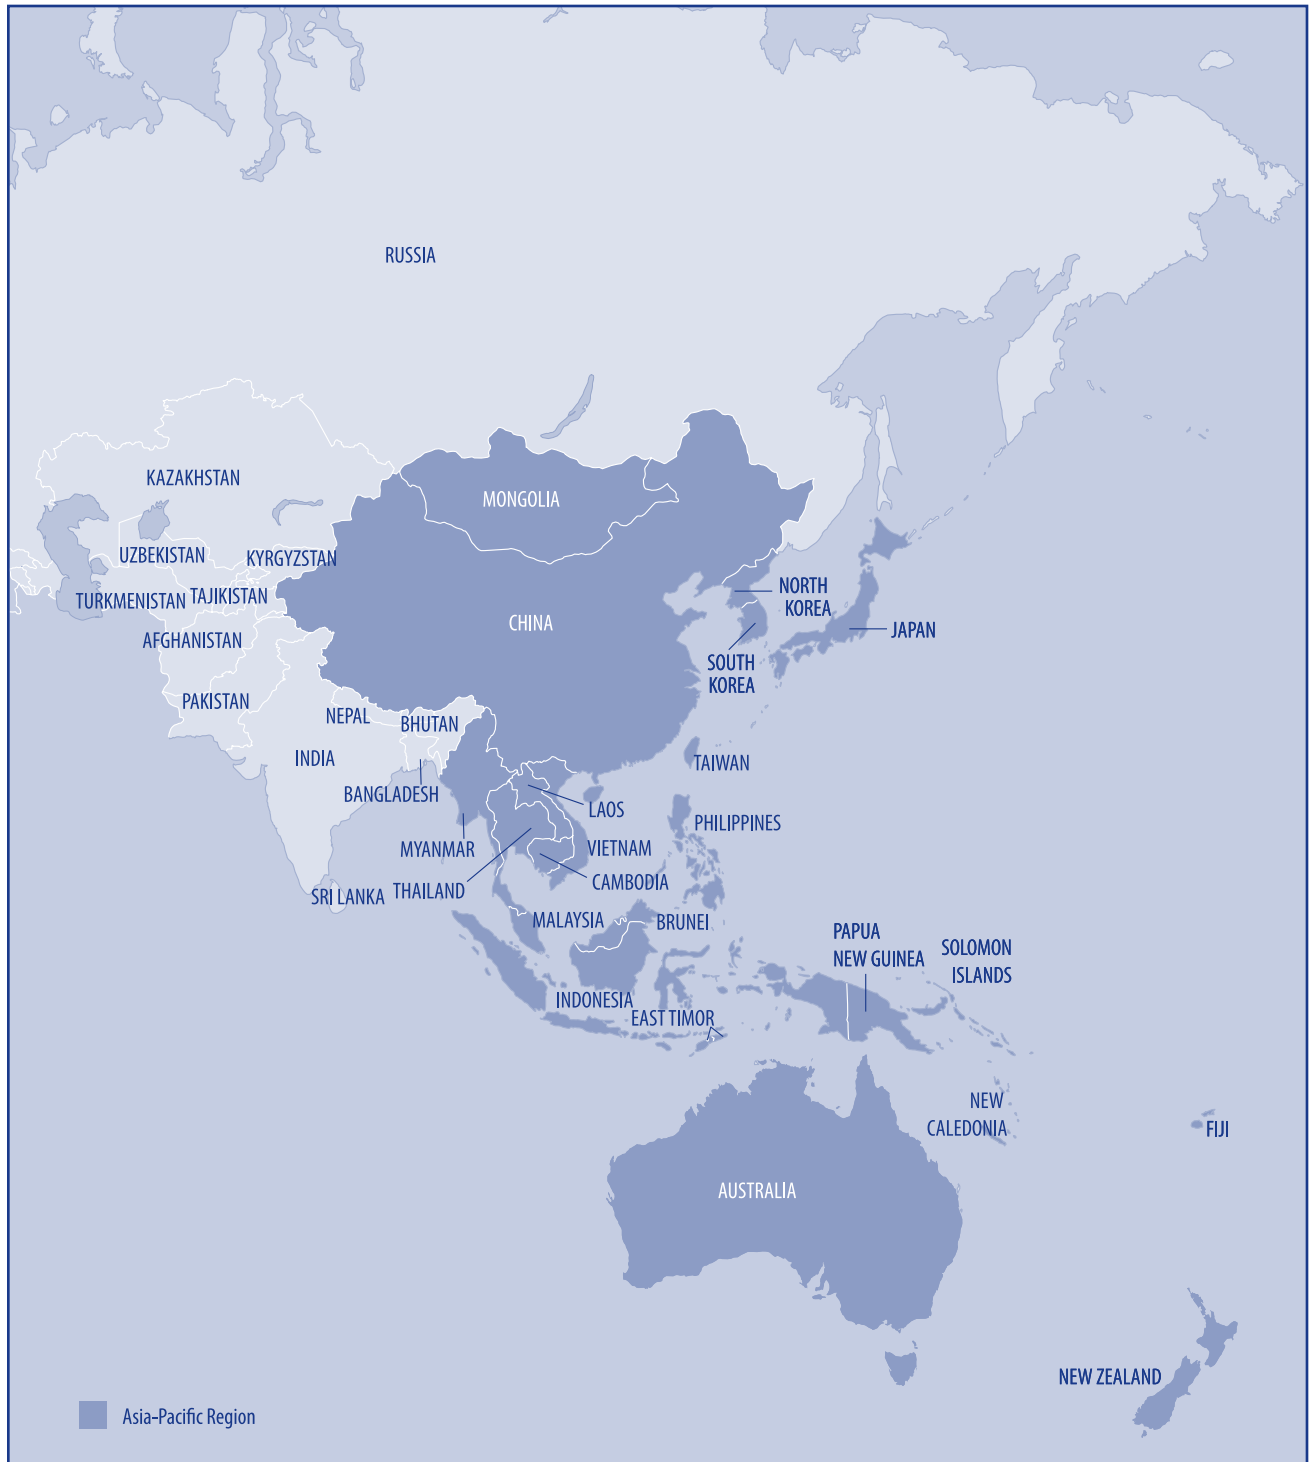 RUSSIA
KAZAKHSTAN
MONGOLIA
UZBEKISTAN
KYRGYZSTAN
TURKMENISTAN
TAJIKISTAN
NORTH
KOREA
CHINA
JAPAN
AFGHANISTAN
SOUTH
KOREA
PAKISTAN
NEPAL
BHUTAN
INDIA
TAIWAN
BANGLADESH
LAOS
PHILIPPINES
MYANMAR
VIETNAM
THAILAND
CAMBODIA
SRI LANKA
MALAYSIA
BRUNEI
PAPUA
NEW GUINEA
SOLOMON
ISLANDS
INDONESIA
EAST TIMOR
NEW
CALEDONIA
FIJI
AUSTRALIA
NEW ZEALAND
Asia-Pacific Region